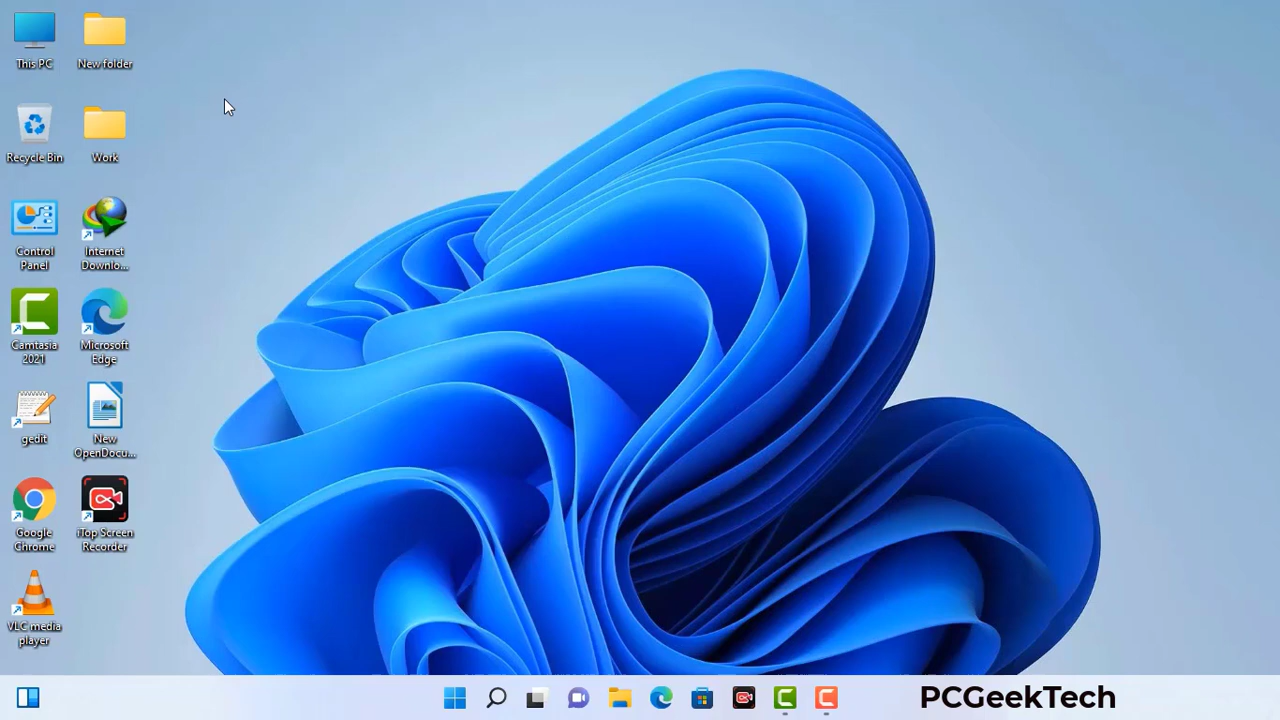 This PC
New folder
Recycle Bin
Work
Control
Panel
Internet
Downlo...
Camtasia
2021
Microsoft
Edge
gedit
New
OpenDocu...
Google
Chrome
iTop Screen
Recorder
VLC media
player
PCGeekTech